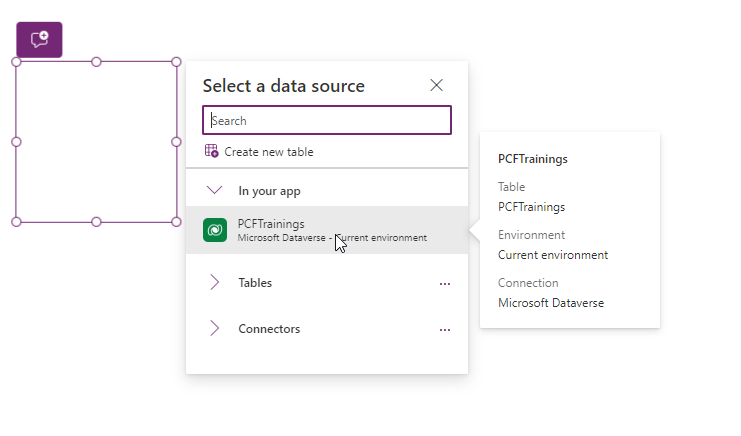 Select a data source
Search
Create new table
In your app
PCFTrainings
Microsoft Dataverse - Current environment
Tables
...
Connectors
...
PCFTrainings
Table
PCFTrainings
Environment
Current environment
Connection
Microsoft Dataverse